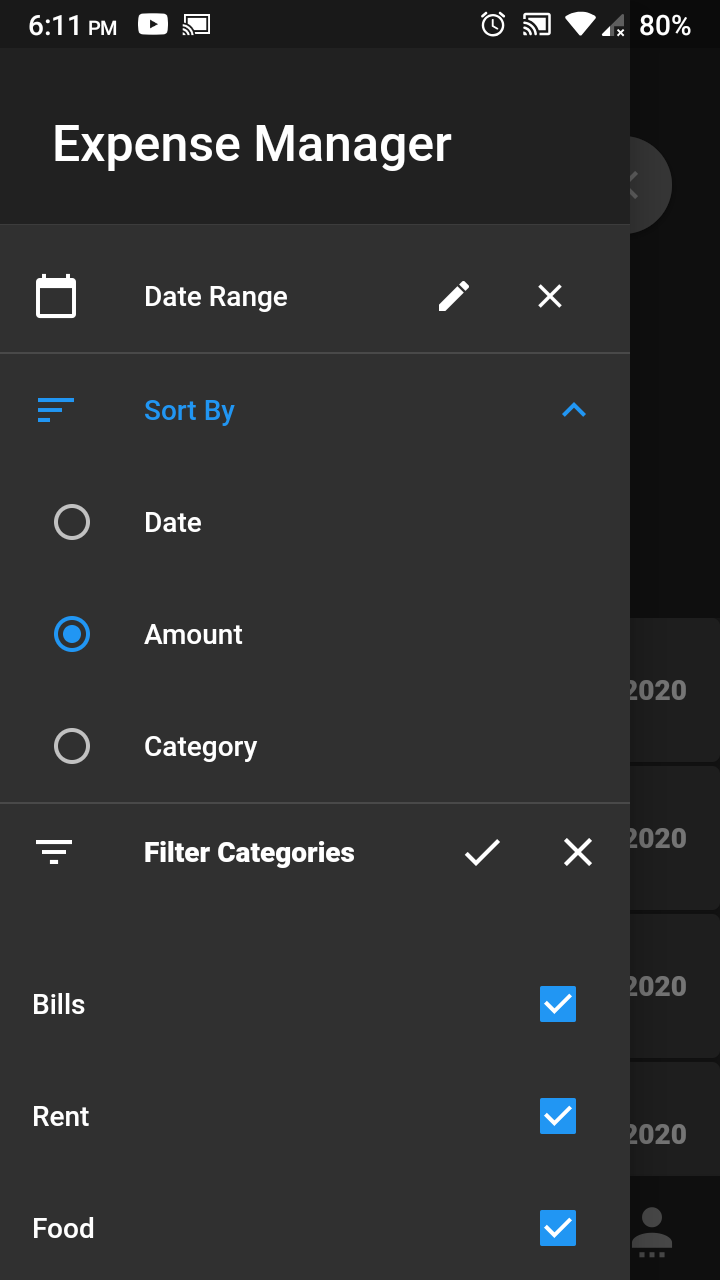 6:11 PM 80%
Expense Manager
Date Range
Sort By
Date
Amount
2020
Category
2020
Filter Categories
2020
Bills
Rent
2020
Food